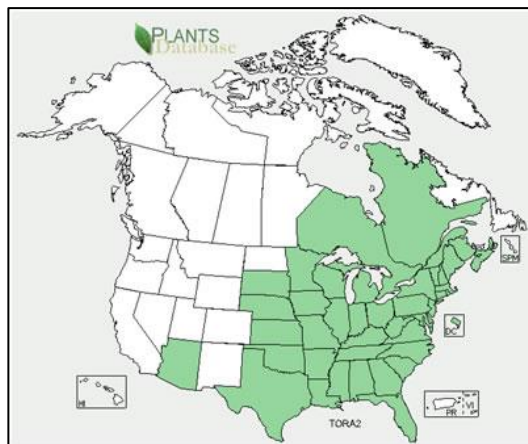 PLANTS
Database
SPM
DC
HI
PR
VI
TORA2